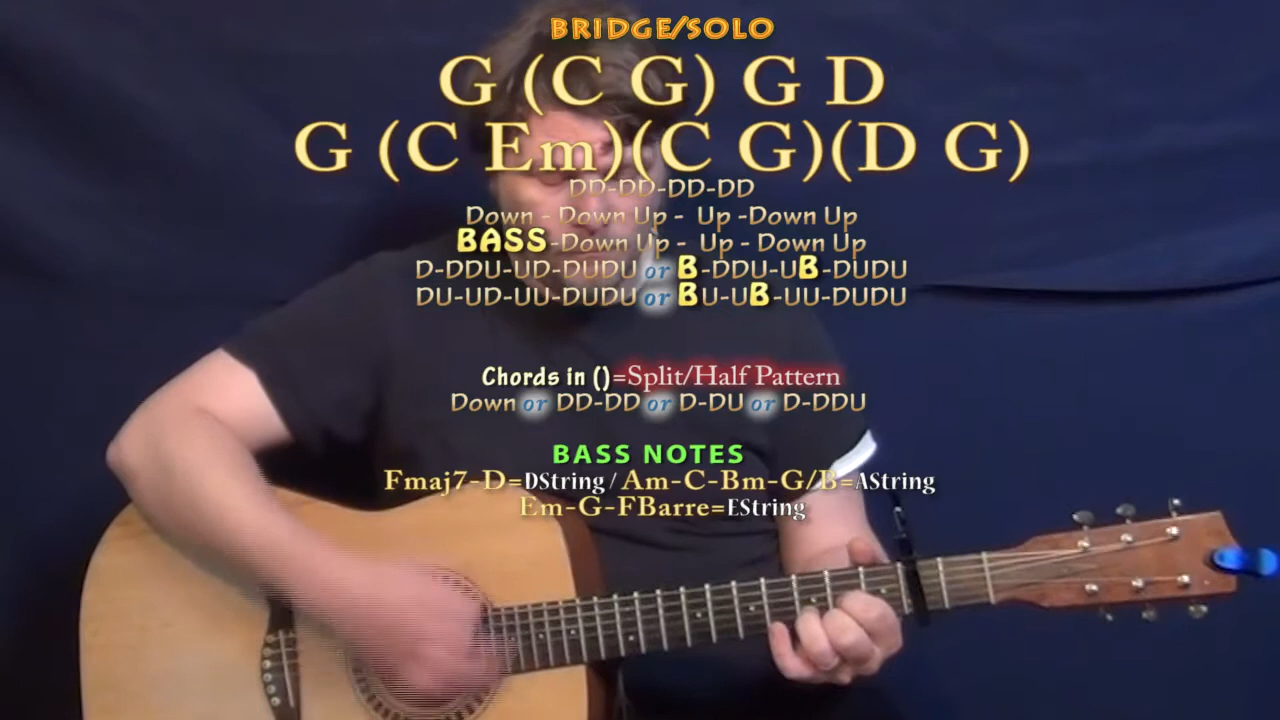 BRIDGE/SOLO
G (C G) G D
G (C Em)(C G)(D G)
DD-DD-DD-DD
Down - Down Up - Up -Down Up
BASS-Down Up - Up - Down Up
D-DDU-UD-DUDU or B-DDU-UB-DUDU
DU-UD-UU-DUDU or BU-UB-UU-DUDU
Chords in ()=Split/Half Pattern
Down or DD-DD or D-DU or D-DDU
BASS NOTES
Fmaj7-D=DString / Am-C-Bm-G/B=AString
Em-G-FBarre=EString